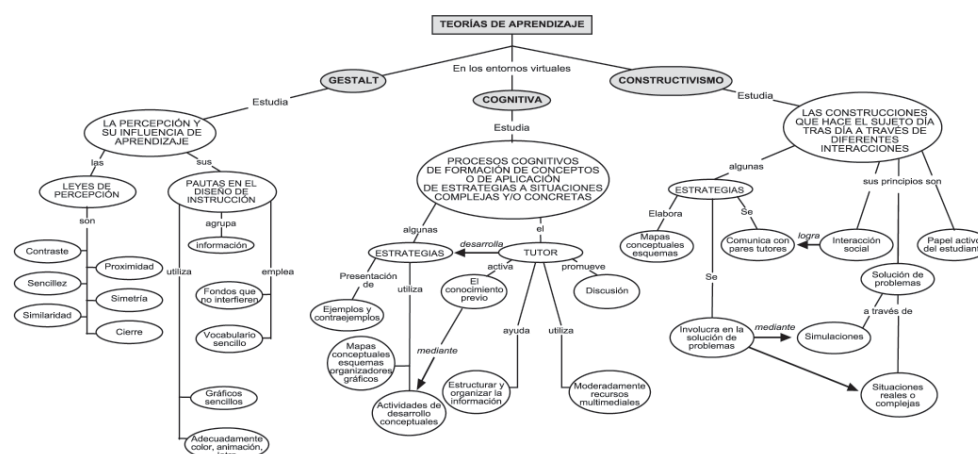 TEORÍAS DE APRENDIZAJE
En los entornos virtuales
GESTALT
Estudia
LA PERCEPCIÓN Y
SU INFLUENCIA DE
APRENDIZAJE
las
LEYES DE
PERCEPCIÓN
son
Contraste
Proximidad
Sencillez
Simetría
Similaridad
Cierre
sus
PAUTAS EN EL
DISEÑO DE
INSTRUCCIÓN
agrupa
información
utiliza
emplea
Fondos que
no interfieren
Vocabulario
sencillo
Gráficos
sencillos
Adecuadamente
color, animación,
COGNITIVA
Estudia
PROCESOS COGNITIVOS
DE FORMACIÓN DE CONCEPTOS
O DE APLICACIÓN
DE ESTRATEGIAS A SITUACIONES
COMPLEJAS Y/O CONCRETAS
algunas
el
ESTRATEGIAS
desarrolla
TUTOR
Presentación
de
utiliza
Ejemplos y
contraejemplos
Mapas
conceptuales
esquemas
organizadores
gráficos
Actividades de
desarrollo
conceptuales
activa
El
conocimiento
previo
mediante
promueve
Discusión
ayuda
Estructurar y
organizar la
información
utiliza
Moderadamente
recursos
multimediales
CONSTRUCTIVISMO
Estudia
LAS CONSTRUCCIONES
QUE HACE EL SUJETO DÍA
TRAS DÍA A TRAVÉS DE
DIFERENTES
INTERACCIONES
algunas
sus principios son
ESTRATEGIAS
Elabora
Mapas
conceptuales
esquemas
Se
Comunica con
pares tutores
logra
Interacción
social
Papel activo
del estudiante
Se
Involucra en la
solución de
problemas
mediante
Simulaciones
Solución de
problemas
a través de
Situaciones
reales o
complejas